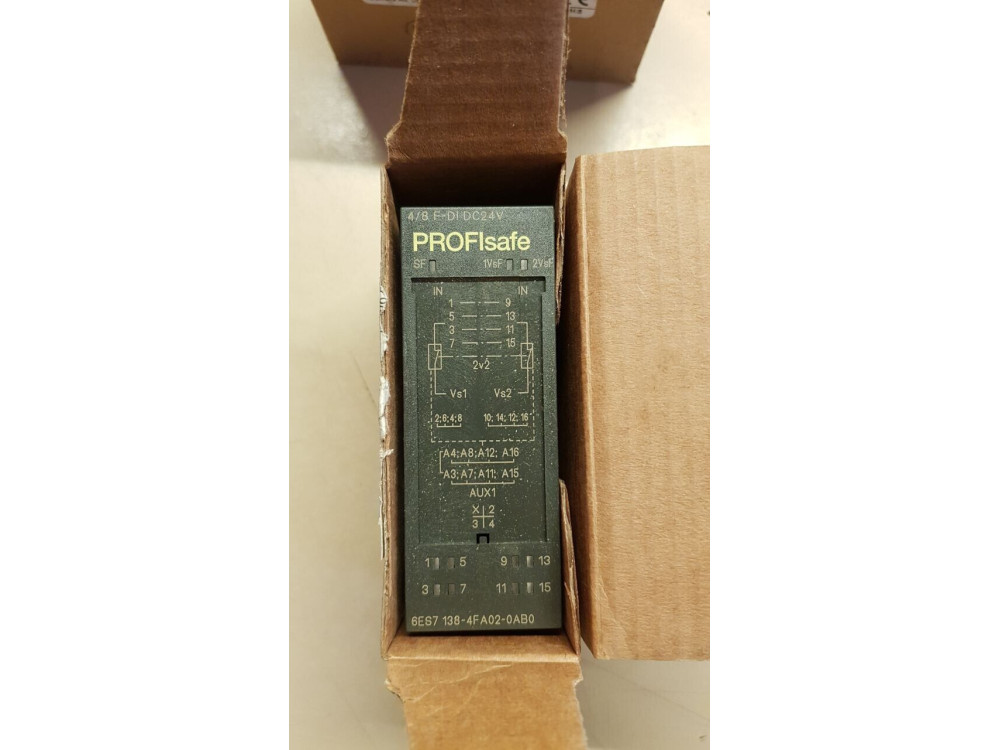 4/8 F-DI DC24V
PROFIsafe
SF 1VsF 2VsF
IN IN
1 9
5 13
3 11
7 15
2v2
Vs1 Vs2
2;6;4;8 10; 14; 12; 16
A4;A8;A12; A16
A3;A7;A11; A15
AUX1
X 2
3 4
1 5 9 13
3 7 11 15
6ES7 138-4FA02-0AB0